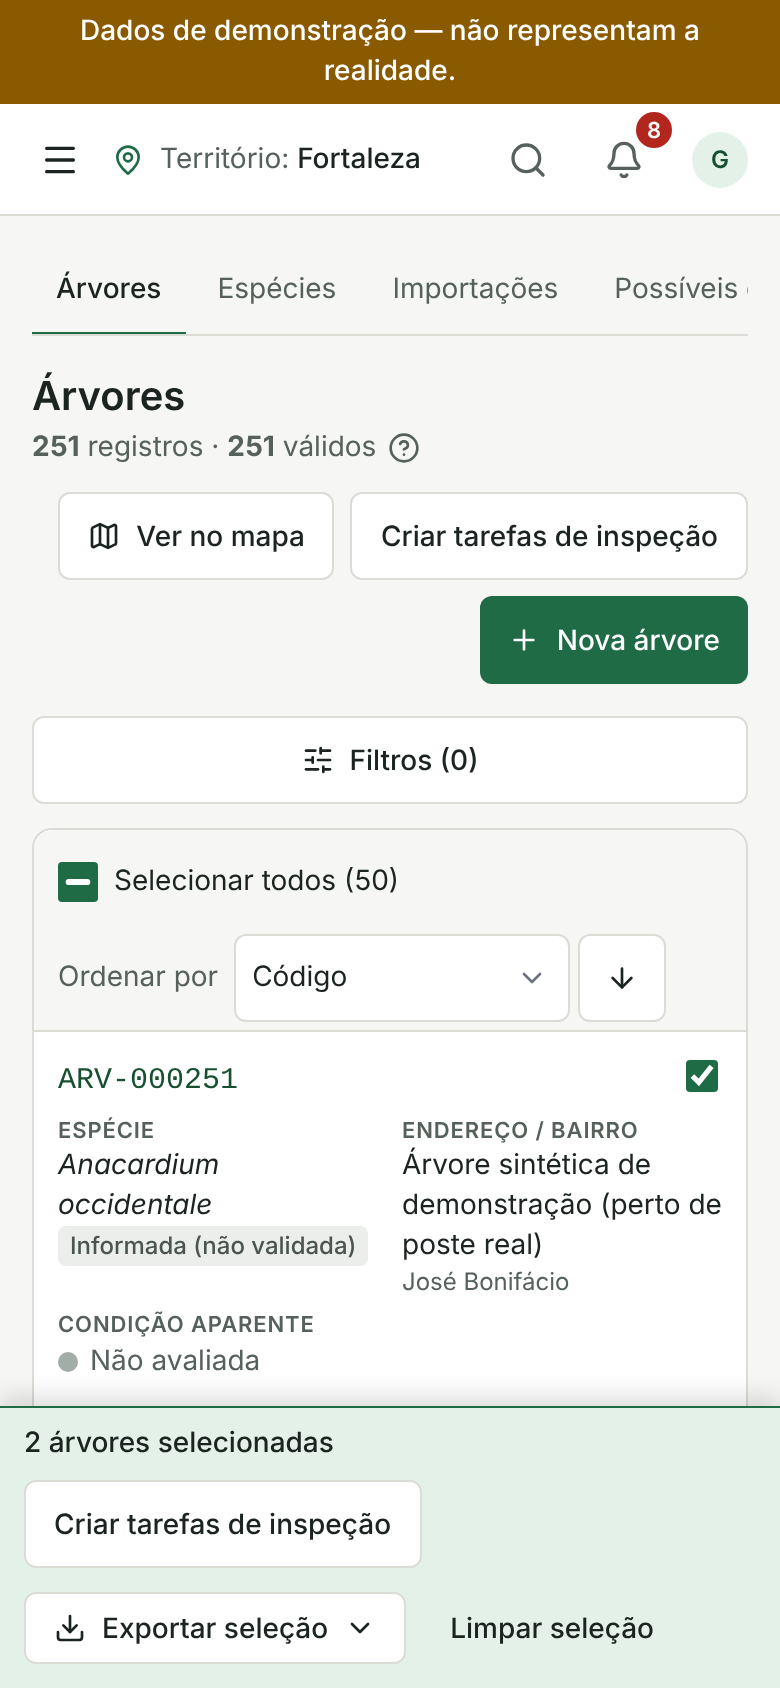 Dados de demonstração — não representam a
realidade.
Território: Fortaleza
8
G
Árvores
Espécies
Importações
Possíveis
Árvores
251 registros · 251 válidos
Ver no mapa
Criar tarefas de inspeção
Nova árvore
Filtros (0)
Selecionar todos (50)
Ordenar por
Código
ARV-000251
ESPÉCIE
Anacardium
occidentale
Informada (não validada)
ENDEREÇO / BAIRRO
Árvore sintética de
demonstração (perto de
poste real)
José Bonifácio
CONDIÇÃO APARENTE
Não avaliada
2 árvores selecionadas
Criar tarefas de inspeção
Exportar seleção
Limpar seleção